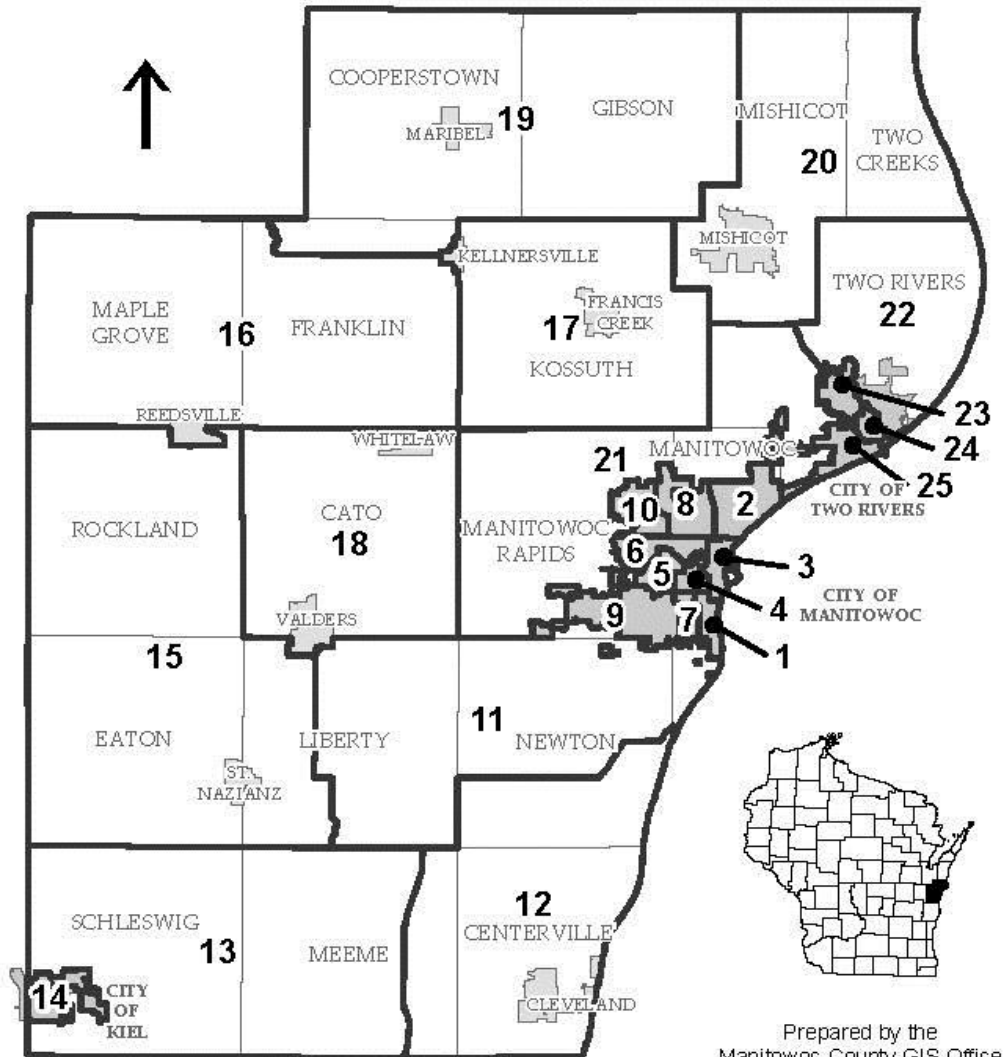 COOPERSTOWN
MARIBEL
19
GIBSON
MISHICOT
20
TWO
CREEKS
MISHICOT
KELLNERSVILLE
MAPLE
GROVE
16
FRANKLIN
17
FRANCIS
CREEK
KOSSUTH
TWO RIVERS
22
23
24
25
CITY OF
TWO RIVERS
REEDSVILLE
WHITELAW
21
MANITOWOC
ROCKLAND
CATO
18
MANITOWOC
RAPIDS
10
8
2
6
5
3
4
CITY OF
MANITOWOC
9
7
1
VALDERS
15
EATON
LIBERTY
11
NEWTON
ST.
NAZIANZ
SCHLESWIG
13
MEEME
12
CENTERVILLE
CLEVELAND
14
CITY
OF
KIEL
Prepared by the
Manitowoc County GIS Office